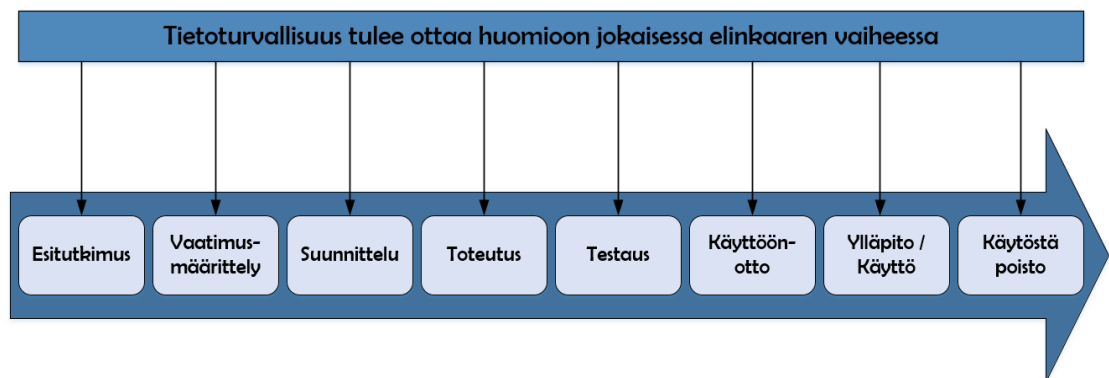 Tietoturvallisuus tulee ottaa huomioon jokaisessa elinkaaren vaiheessa
Esitutkimus
Vaatimus-
määrittely
Suunnittelu
Toteutus
Testaus
Käyttöön-
otto
Ylläpito /
Käyttö
Käytöstä
poisto